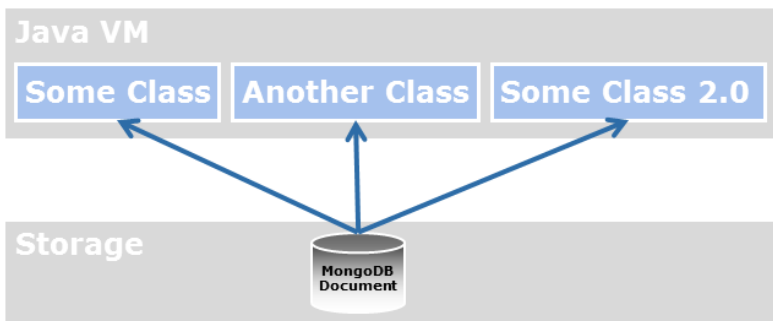 Java VM
Some Class
Another Class
Some Class 2.0
Storage
MongoDB
Document